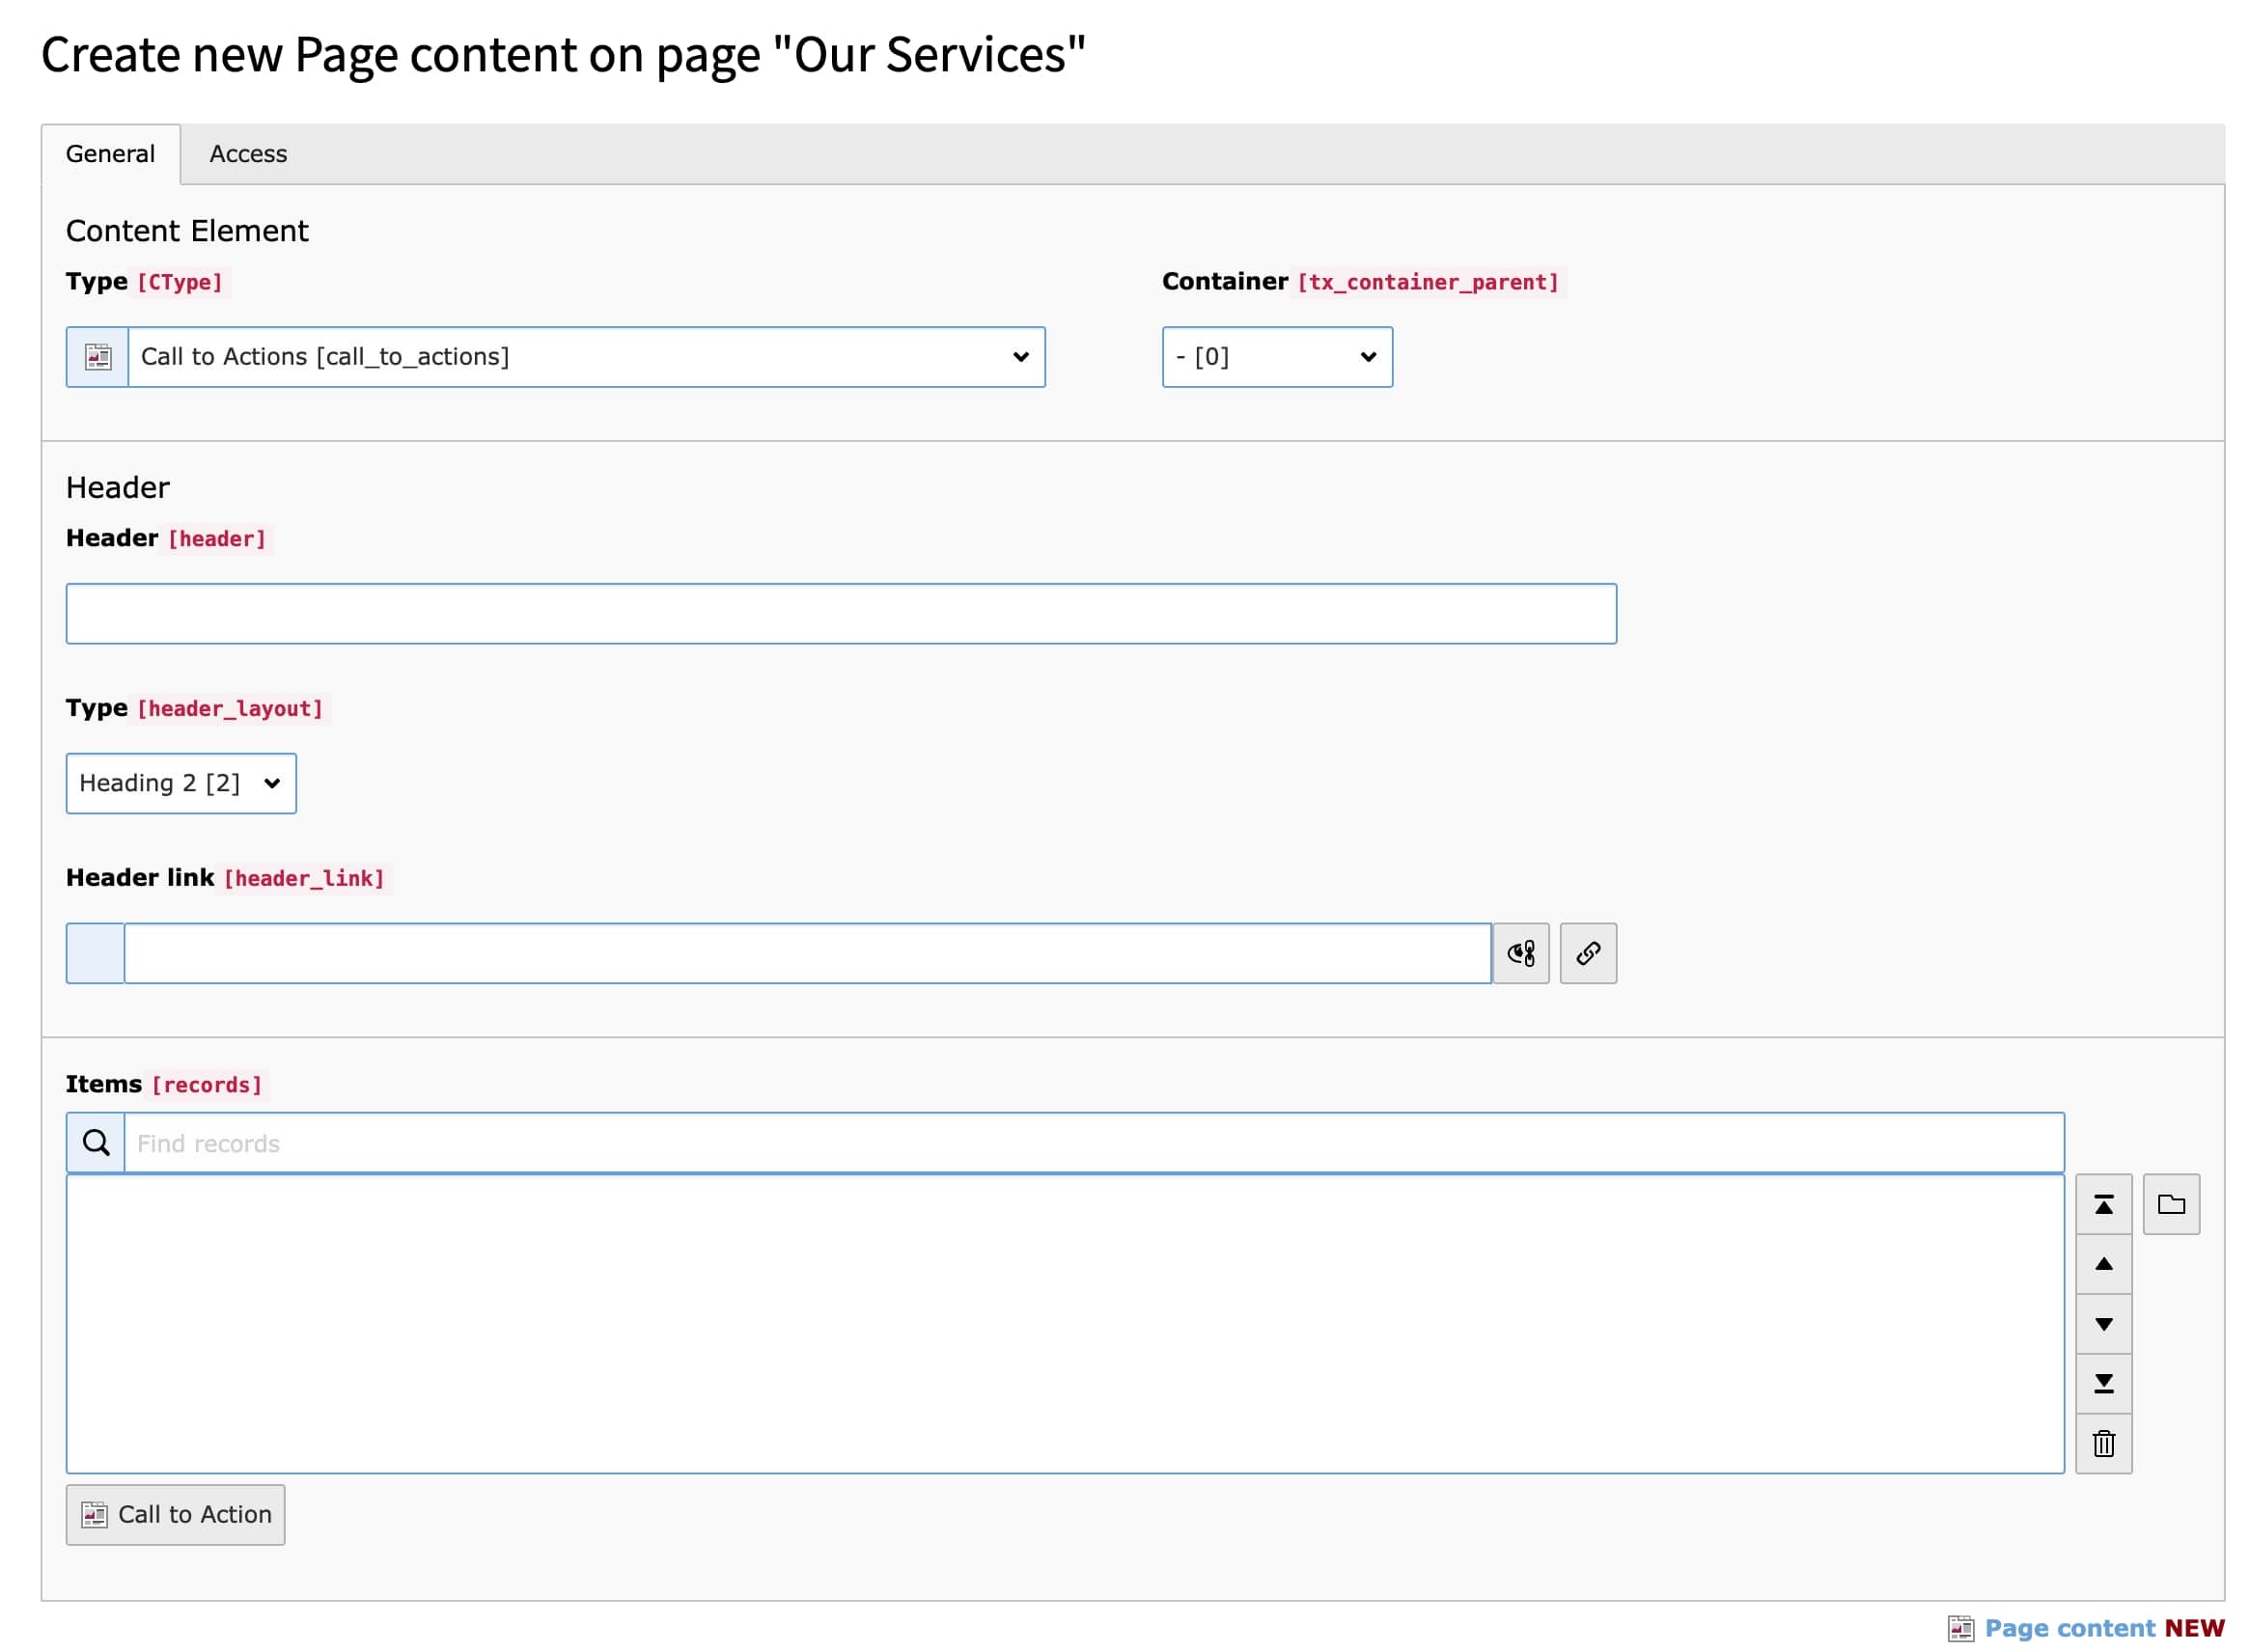 Create new Page content on page "Our Services"
General Access
Content Element
Type [CType] Container [tx_container_parent]
Call to Actions [call_to_actions] - [0]
Header
Header [header]
Type [header_layout]
Heading 2 [2]
Header link [header_link]
Items [records]
Find records
Call to Action
Page content NEW